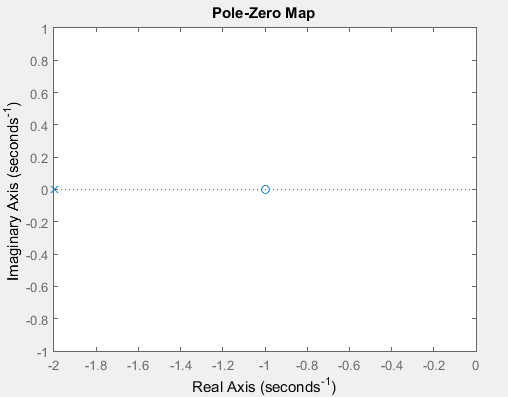 Pole-Zero Map
Imaginary Axis (seconds⁻¹)
1
0.8
0.6
0.4
0.2
0
-0.2
-0.4
-0.6
-0.8
-1
-2 -1.8 -1.6 -1.4 -1.2 -1 -0.8 -0.6 -0.4 -0.2 0
Real Axis (seconds⁻¹)